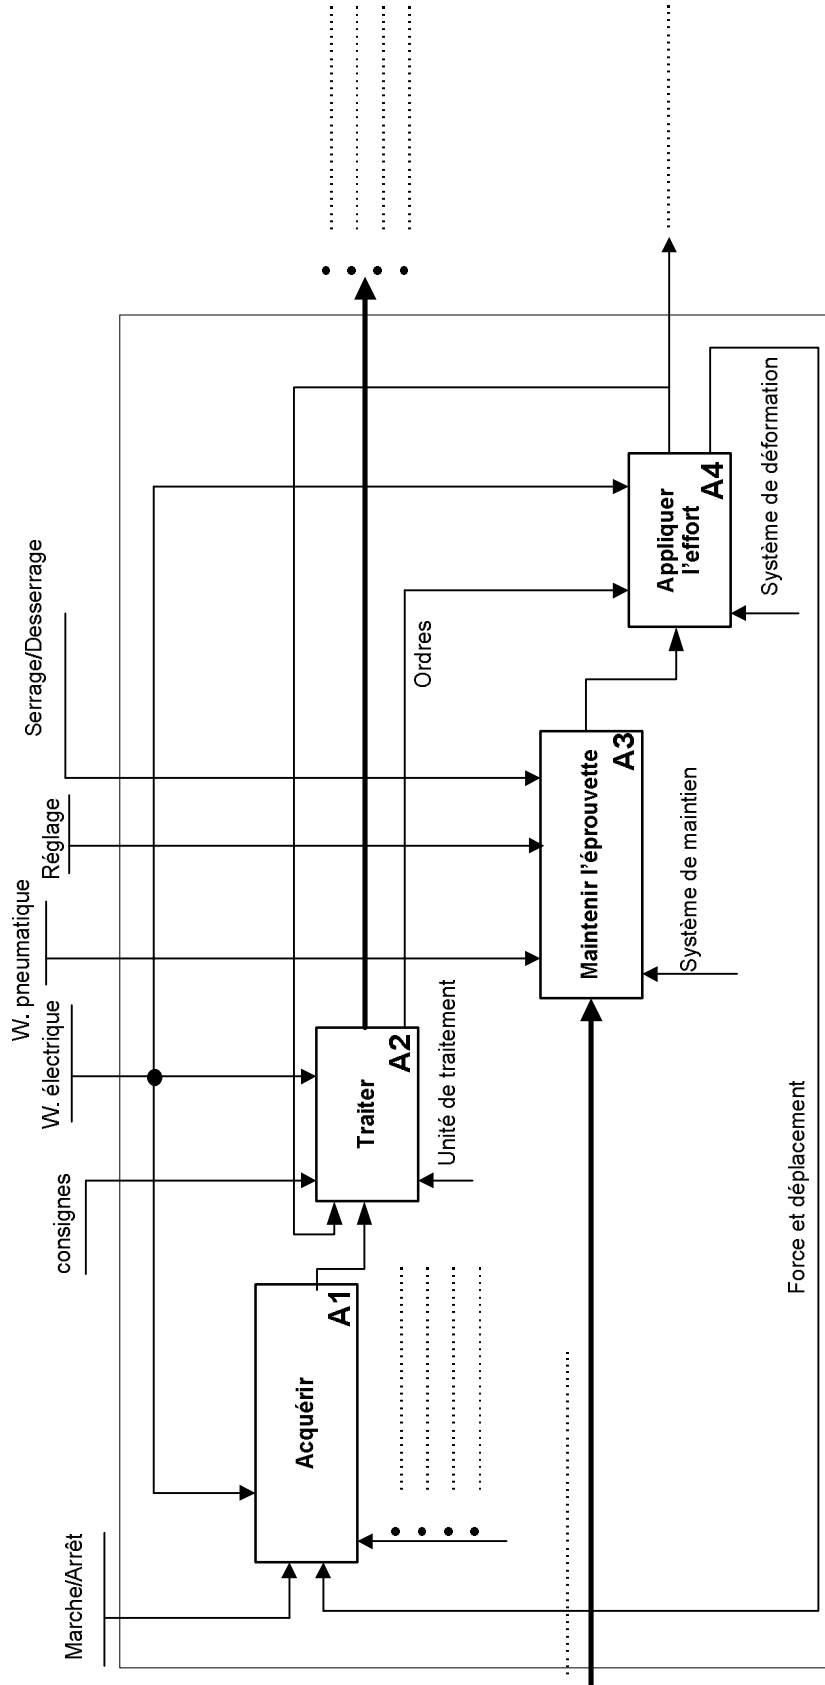 Marche/Arrêt
consignes
W. électrique
W. pneumatique
Réglage
Serrage/Desserrage
Acquérir
A1
Traiter
A2
Unité de traitement
Ordres
Maintenir l'éprouvette
A3
Système de maintien
Appliquer
l'effort
A4
Système de déformation
Force et déplacement